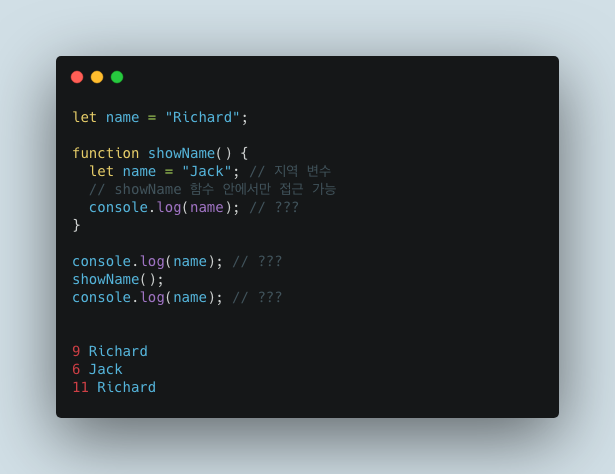 let name = "Richard";
function showName() {
let name = "Jack"; // 지역 변수
// showName 함수 안에서만 접근 가능
console.log(name); // ???
}
console.log(name); // ???
showName();
console.log(name); // ???
9 Richard
6 Jack
11 Richard